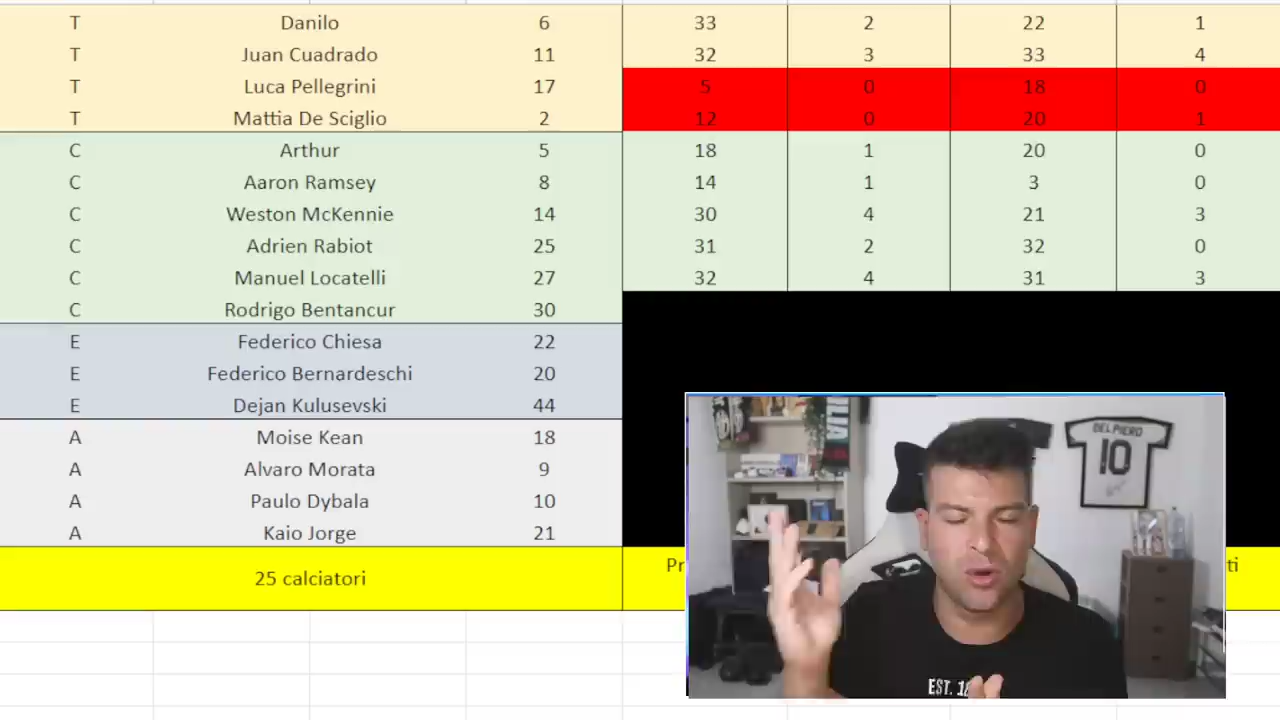 T Danilo 6 33 2 22 1
T Juan Cuadrado 11 32 3 33 4
T Luca Pellegrini 17 5 0 18 0
T Mattia De Sciglio 2 12 0 20 1
C Arthur 5 18 1 20 0
C Aaron Ramsey 8 14 1 3 0
C Weston McKennie 14 30 4 21 3
C Adrien Rabiot 25 31 2 32 0
C Manuel Locatelli 27 32 4 31 3
C Rodrigo Bentancur 30
E Federico Chiesa 22
E Federico Bernardeschi 20
E Dejan Kulusevski 44
A Moise Kean 18
A Alvaro Morata 9
A Paulo Dybala 10
A Kaio Jorge 21
25 calciatori
DEL PIERO
10
EST.